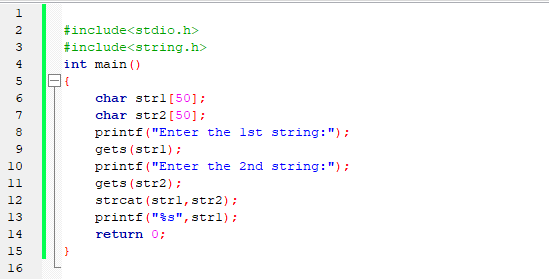 1
2 #include<stdio.h>
3 #include<string.h>
4 int main()
5 {
6 char str1[50];
7 char str2[50];
8 printf("Enter the 1st string:");
9 gets(str1);
10 printf("Enter the 2nd string:");
11 gets(str2);
12 strcat(str1,str2);
13 printf("%s",str1);
14 return 0;
15 }
16